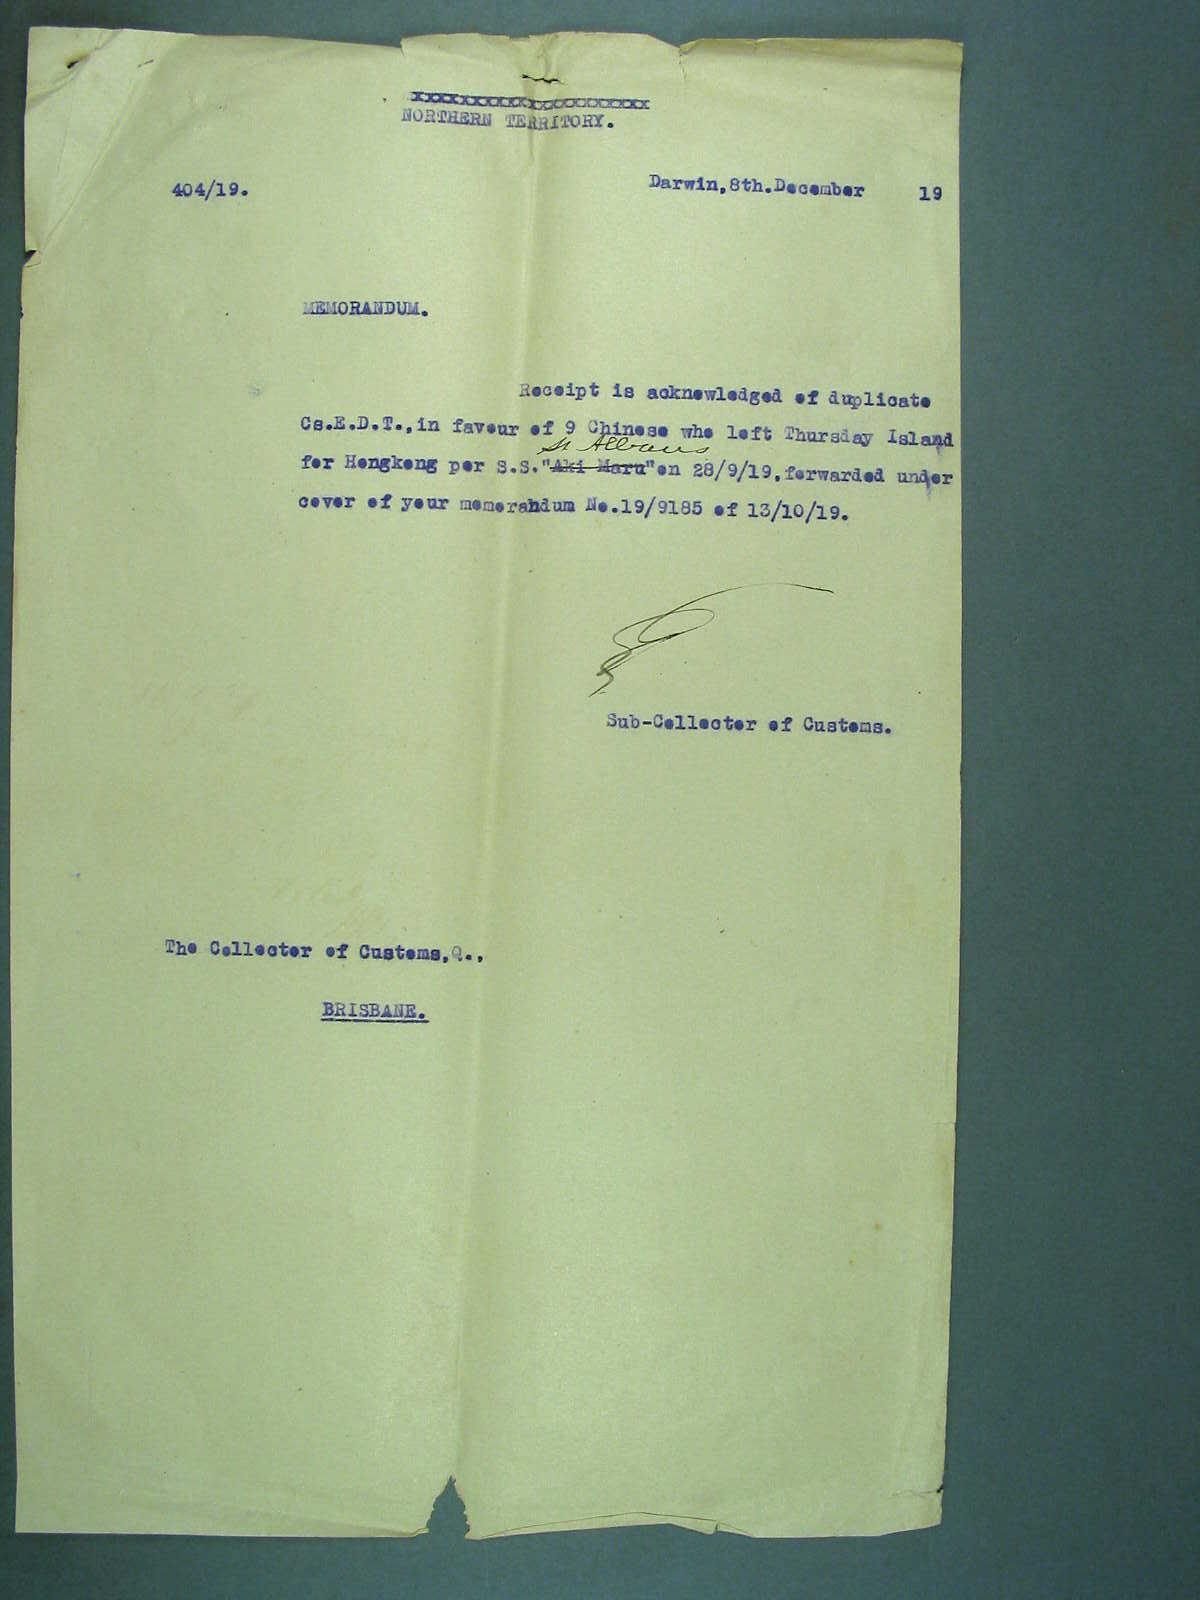 NORTHERN TERRITORY.
404/19.
Darwin,8th.December 19
MEMORANDUM.
Receipt is acknowledged of duplicate
Cs.E.D.T.,in favour of 9 Chinese who left Thursday Island
St Albans
for Hongkong per S.S."Aki Maru"on 28/9/19,forwarded under
cover of your memorandum No.19/9185 of 13/10/19.
Sub-Collector of Customs.
The Collector of Customs,Q.,
BRISBANE.